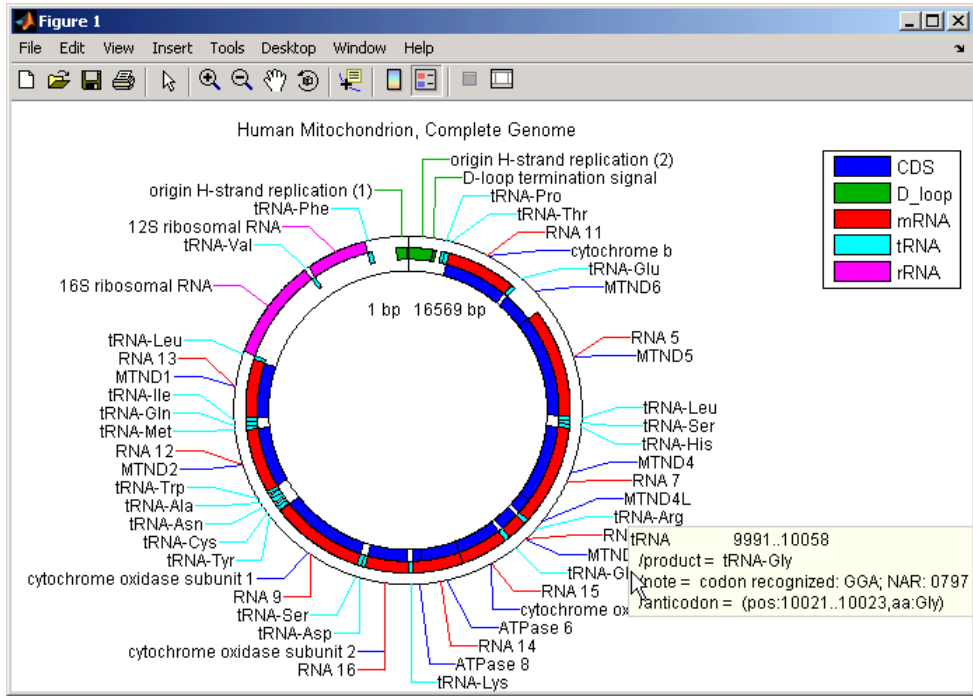 Figure 1
File Edit View Insert Tools Desktop Window Help
Human Mitochondrion, Complete Genome
CDS
D_loop
mRNA
tRNA
rRNA
origin H-strand replication (2)
D-loop termination signal
tRNA-Pro
tRNA-Thr
RNA 11
cytochrome b
tRNA-Glu
MTND6
RNA 5
MTND5
tRNA-Leu
tRNA-Ser
tRNA-His
MTND4
RNA 7
MTND4L
tRNA-Arg
RN
MTND
tRNA-Gl
RNA 15
cytochrome ox
ATPase 6
RNA 14
ATPase 8
tRNA-Lys
origin H-strand replication (1)
tRNA-Phe
12S ribosomal RNA
tRNA-Val
16S ribosomal RNA
1 bp 16569 bp
tRNA-Leu
RNA 13
MTND1
tRNA-Ile
tRNA-Gln
tRNA-Met
RNA 12
MTND2
tRNA-Trp
tRNA-Ala
tRNA-Asn
tRNA-Cys
tRNA-Tyr
cytochrome oxidase subunit 1
RNA 9
tRNA-Ser
tRNA-Asp
cytochrome oxidase subunit 2
RNA 16
tRNA 9991..10058
/product = tRNA-Gly
/note = codon recognized: GGA; NAR: 0797
/anticodon = (pos:10021..10023,aa:Gly)